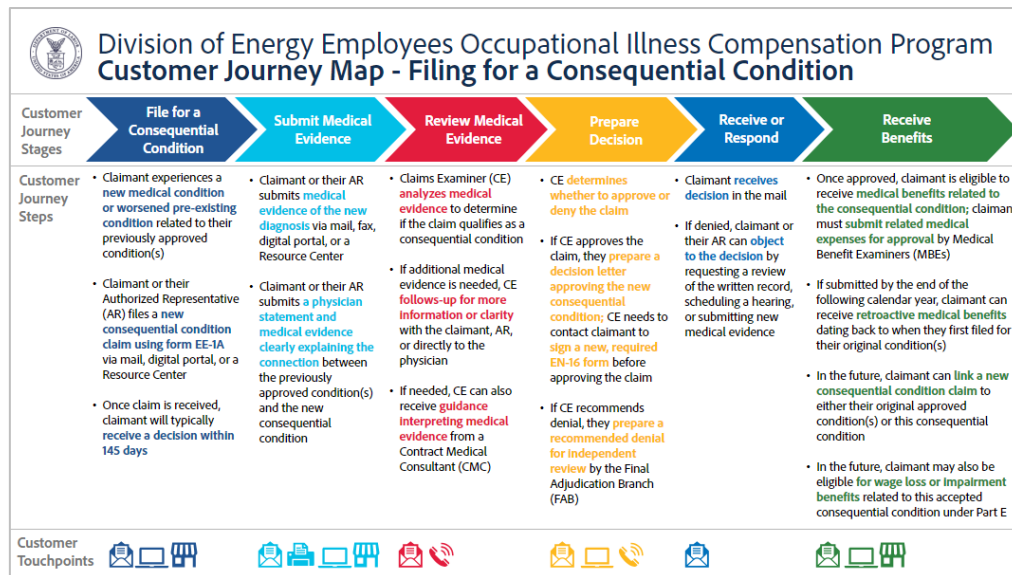 Division of Energy Employees Occupational Illness Compensation Program
Customer Journey Map - Filing for a Consequential Condition
Customer
Journey
Stages
File for a
Consequential
Condition
Submit Medical
Evidence
Review Medical
Evidence
Prepare
Decision
Receive or
Respond
Receive
Benefits
Customer
Journey
Steps
• Claimant experiences a
new medical condition
or worsened pre-existing
condition related to their
previously approved
condition(s)
• Claimant or their
Authorized Representative
(AR) files a new
consequential condition
claim using form EE-1A
via mail, digital portal, or a
Resource Center
• Once claim is received,
claimant will typically
receive a decision within
145 days
• Claimant or their AR
submits medical
evidence of the new
diagnosis via mail, fax,
digital portal, or a
Resource Center
• Claimant or their AR
submits a physician
statement and
medical evidence
clearly explaining the
connection between
the previously
approved condition(s)
and the new
consequential
condition
• Claims Examiner (CE)
analyzes medical
evidence to determine
if the claim qualifies as a
consequential condition
• If additional medical
evidence is needed, CE
follows-up for more
information or clarity
with the claimant, AR,
or directly to the
physician
• If needed, CE can also
receive guidance
interpreting medical
evidence from a
Contract Medical
Consultant (CMC)
• CE determines
whether to approve or
deny the claim
• If CE approves the
claim, they prepare a
decision letter
approving the new
consequential
condition; CE needs to
contact claimant to
sign a new, required
EN-16 form before
approving the claim
• If CE recommends
denial, they prepare a
recommended denial
for independent
review by the Final
Adjudication Branch
(FAB)
• Claimant receives
decision in the mail
• If denied, claimant or
their AR can object
to the decision by
requesting a review
of the written record,
scheduling a hearing,
or submitting new
medical evidence
• Once approved, claimant is eligible to
receive medical benefits related to
the consequential condition; claiman
must submit related medical
expenses for approval by Medical
Benefit Examiners (MBEs)
• If submitted by the end of the
following calendar year, claimant can
receive retroactive medical benefits
dating back to when they first filed for
their original condition(s)
• In the future, claimant can link a new
consequential condition claim to
either their original approved
condition(s) or this consequential
condition
• In the future, claimant may also be
eligible for wage loss or impairment
benefits related to this accepted
consequential condition under Part E
Customer
Touchpoints